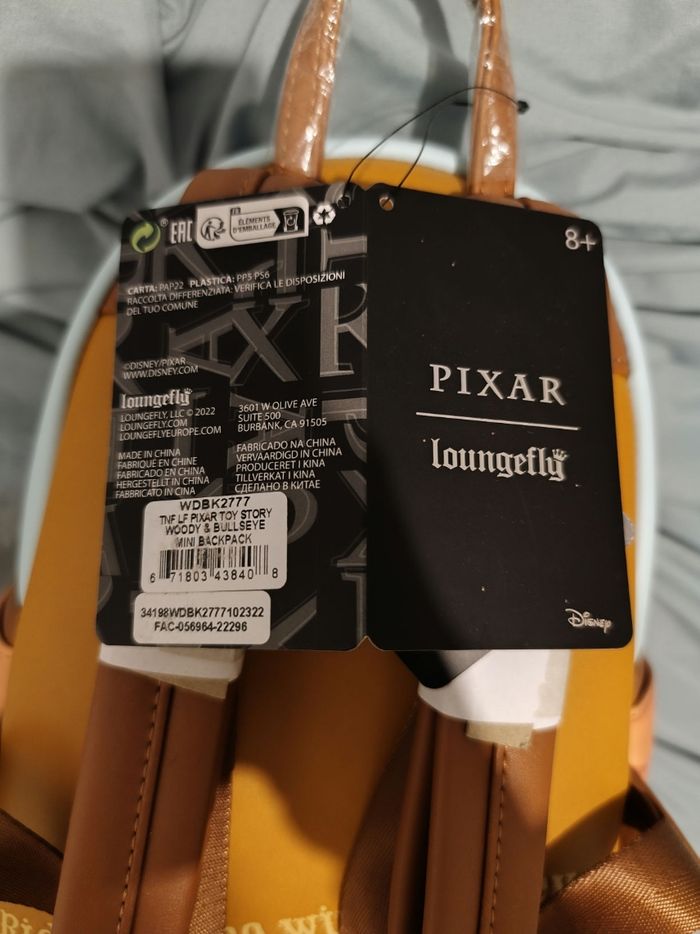 EAC
FR
ÉLÉMENTS
D'EMBALLAGE
CARTA: PAP22 PLASTICA: PP5 PS6
RACCOLTA DIFFERENZIATA: VERIFICA LE DISPOSIZIONI
DEL TUO COMUNE
©DISNEY/PIXAR
WWW.DISNEY.COM
loungefly
LOUNGEFLY, LLC © 2022
LOUNGEFLY.COM
LOUNGEFLYEUROPE.COM
3601 W OLIVE AVE
SUITE 500
BURBANK, CA 91505
MADE IN CHINA
FABRIQUÉ EN CHINE
FABRICADO EN CHINA
HERGESTELLT IN CHINA
FABBRICATO IN CINA
FABRICADO NA CHINA
VERVAARDIGD IN CHINA
PRODUCERET I KINA
TILLVERKAT I KINA
СДЕЛАНО В КИТАЕ
WDBK2777
TNF LF PIXAR TOY STORY
WOODY & BULLSEYE
MINI BACKPACK
6 71803 43840 8
34198WDBK2777102322
FAC-056964-22296
8+
PIXAR
loungefly
Disney